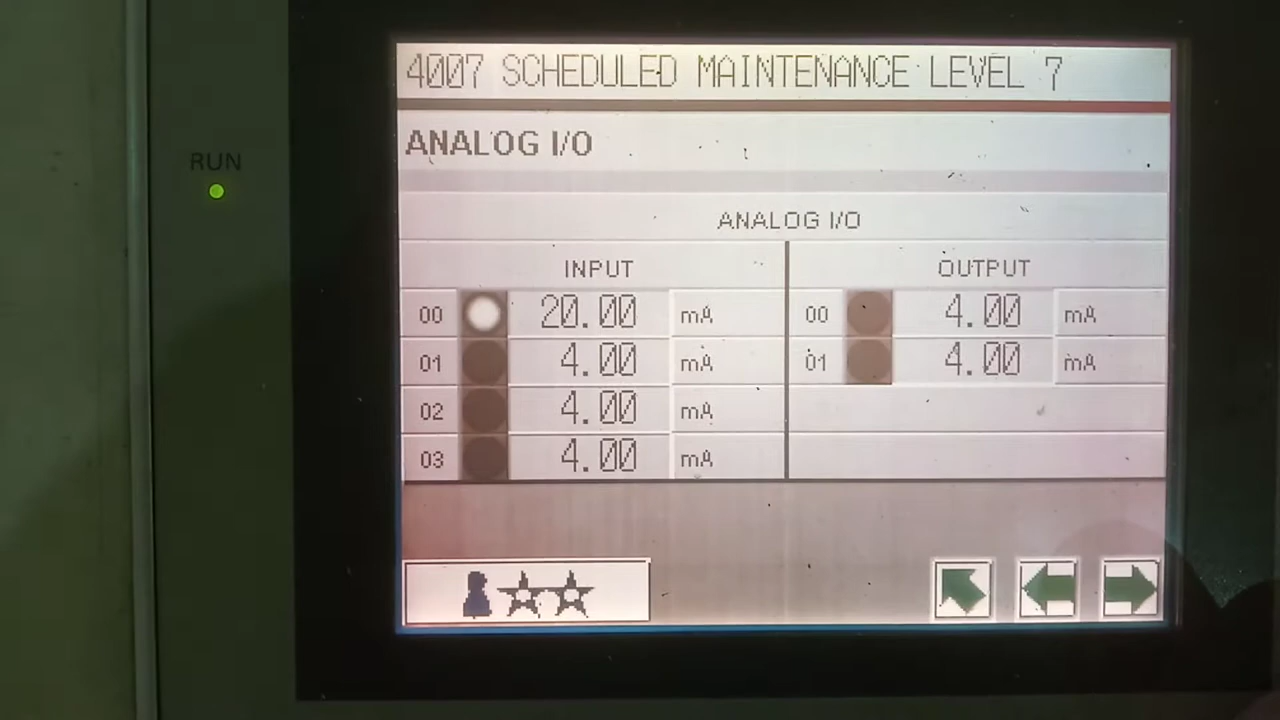 4007 SCHEDULED MAINTENANCE LEVEL 7
ANALOG I/O
RUN
ANALOG I/O
INPUT OUTPUT
00 20.00 mA 00 4.00 mA
01 4.00 mA 01 4.00 mA
02 4.00 mA
03 4.00 mA